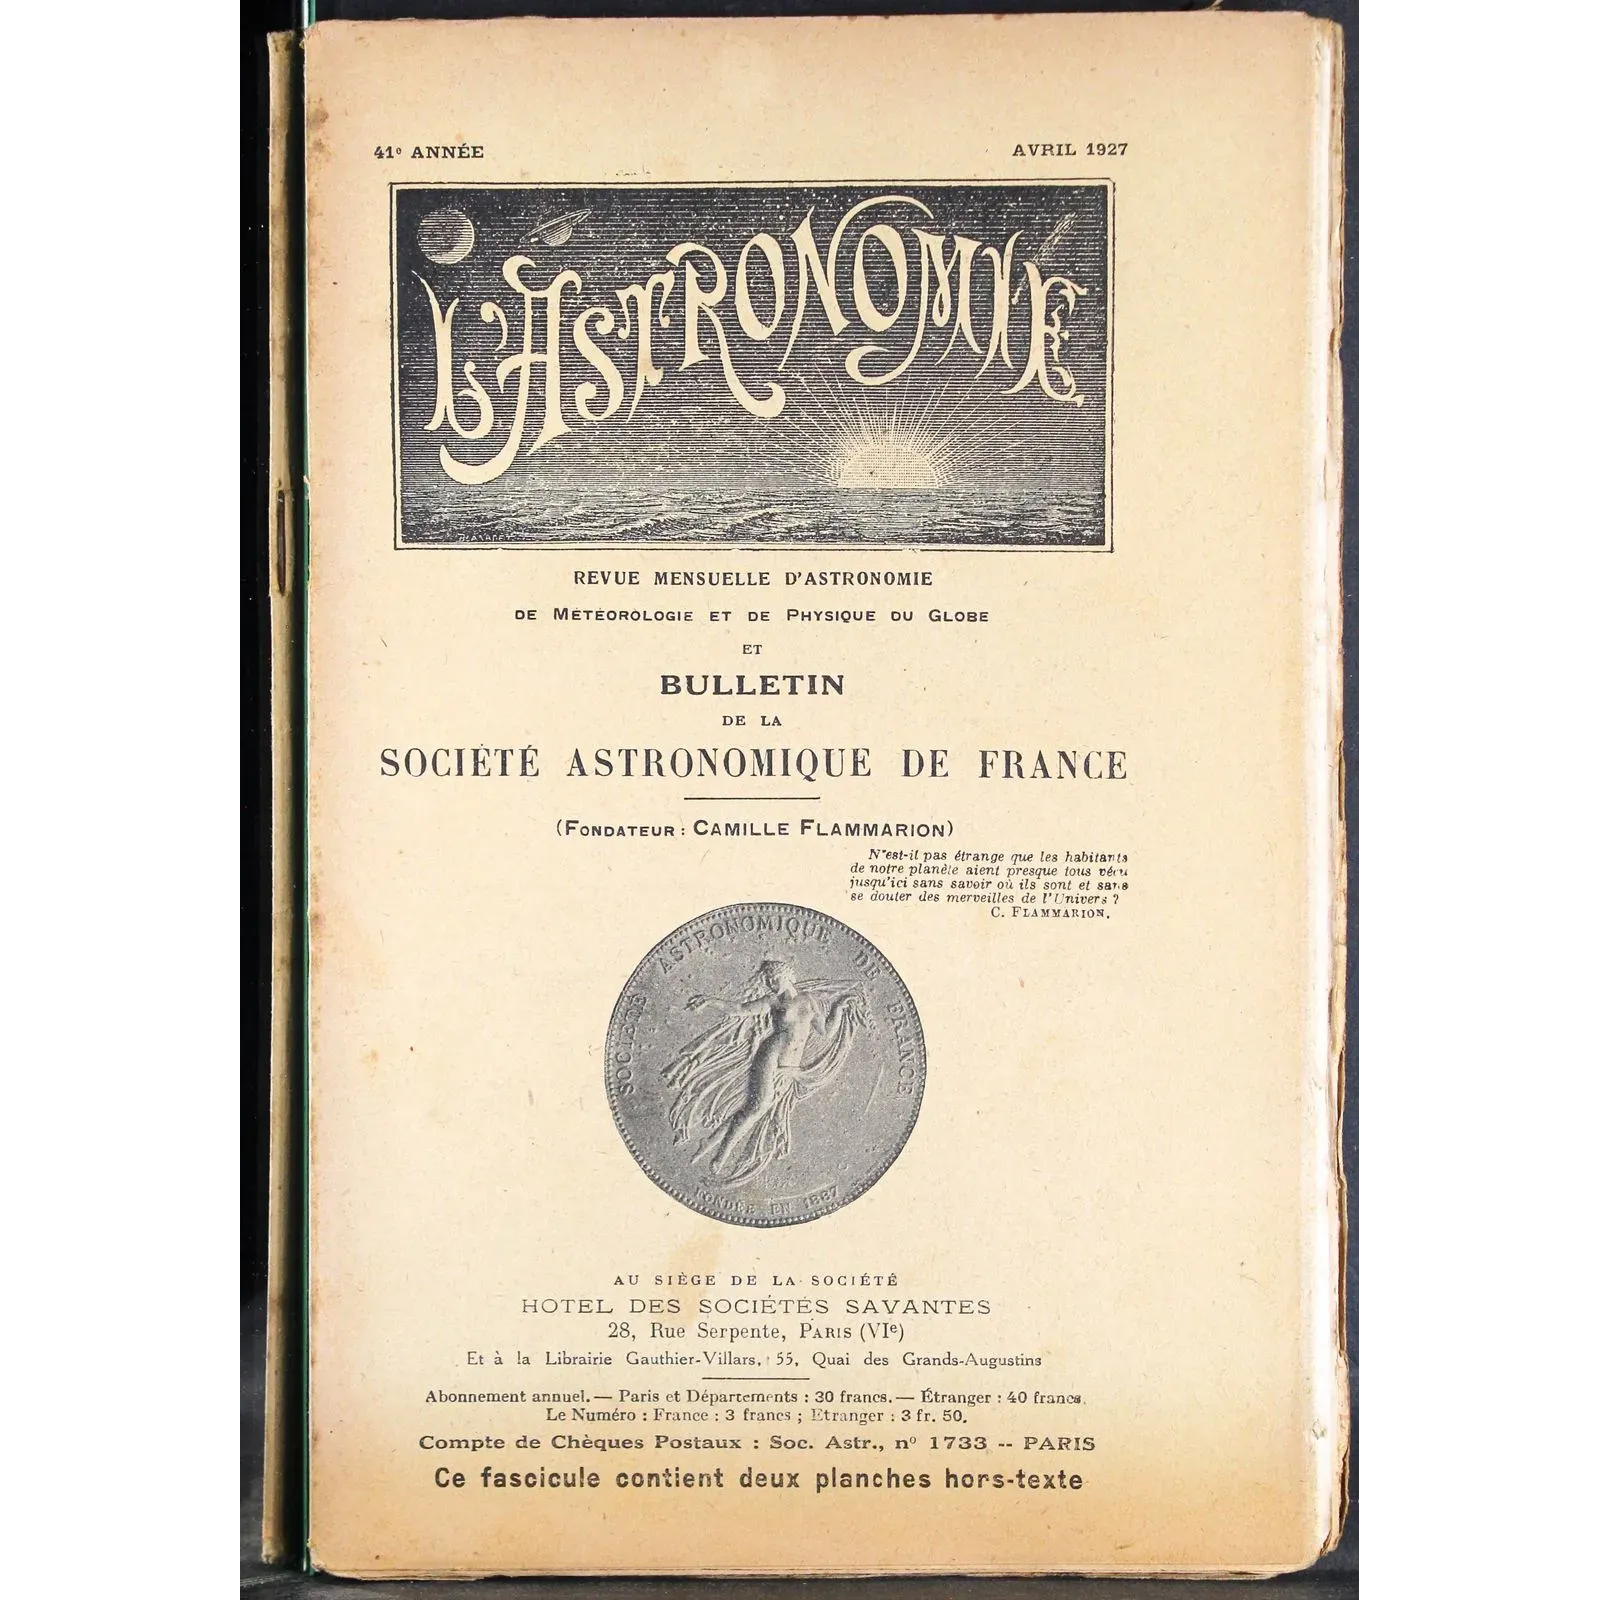 41e ANNÉE
AVRIL 1927
L'ASTRONOMIE
REVUE MENSUELLE D'ASTRONOMIE
DE MÉTÉOROLOGIE ET DE PHYSIQUE DU GLOBE
ET
BULLETIN
DE LA
SOCIÉTÉ ASTRONOMIQUE DE FRANCE
(FONDATEUR : CAMILLE FLAMMARION)
N'est-il pas étrange que les habitants
de notre planète aient presque tous vécu
jusqu'ici sans savoir où ils sont et sans
se douter des merveilles de l'Univers ?
C. FLAMMARION.
SOCIÉTÉ ASTRONOMIQUE DE FRANCE
FONDÉE EN 1887
AU SIÈGE DE LA SOCIÉTÉ
HOTEL DES SOCIÉTÉS SAVANTES
28, Rue Serpente, PARIS (VIe)
Et à la Librairie Gauthier-Villars, 55, Quai des Grands-Augustins
Abonnement annuel. — Paris et Départements : 30 francs. — Étranger : 40 francs.
Le Numéro : France : 3 francs ; Etranger : 3 fr. 50.
Compte de Chèques Postaux : Soc. Astr., n° 1733 -- PARIS
Ce fascicule contient deux planches hors-texte